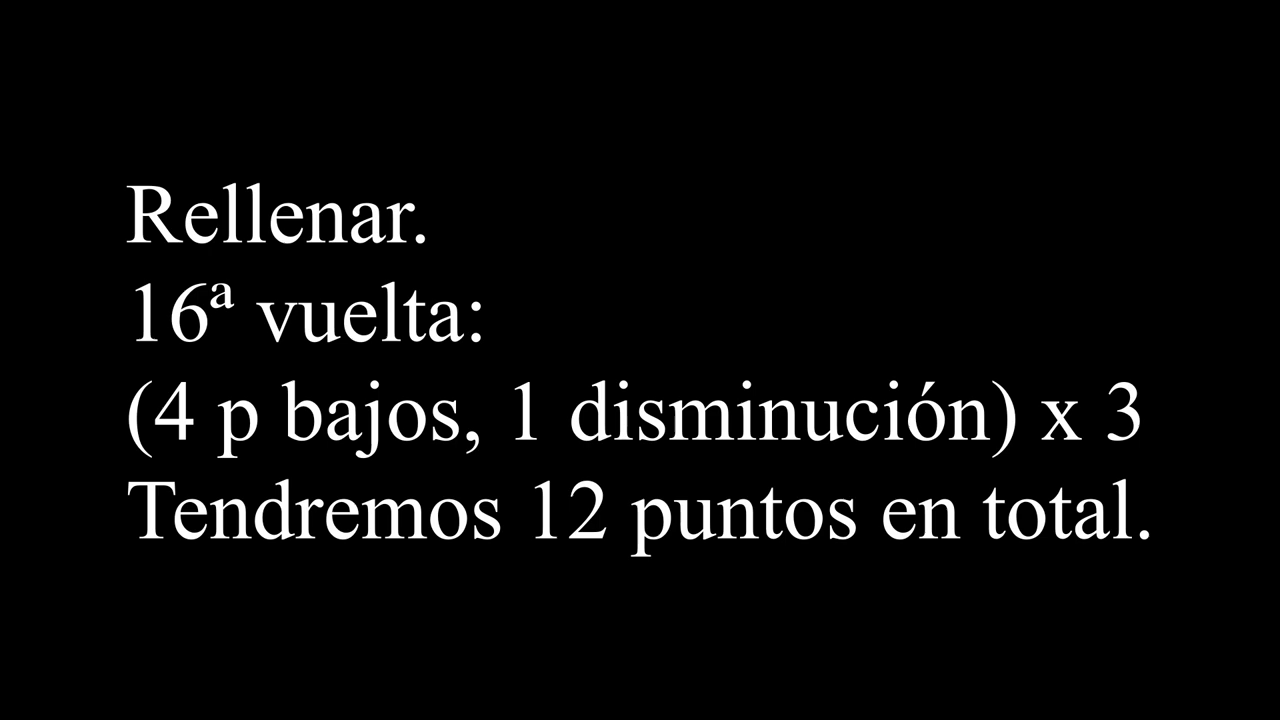 Rellenar.
16ª vuelta:
(4 p bajos, 1 disminución) x 3
Tendremos 12 puntos en total.